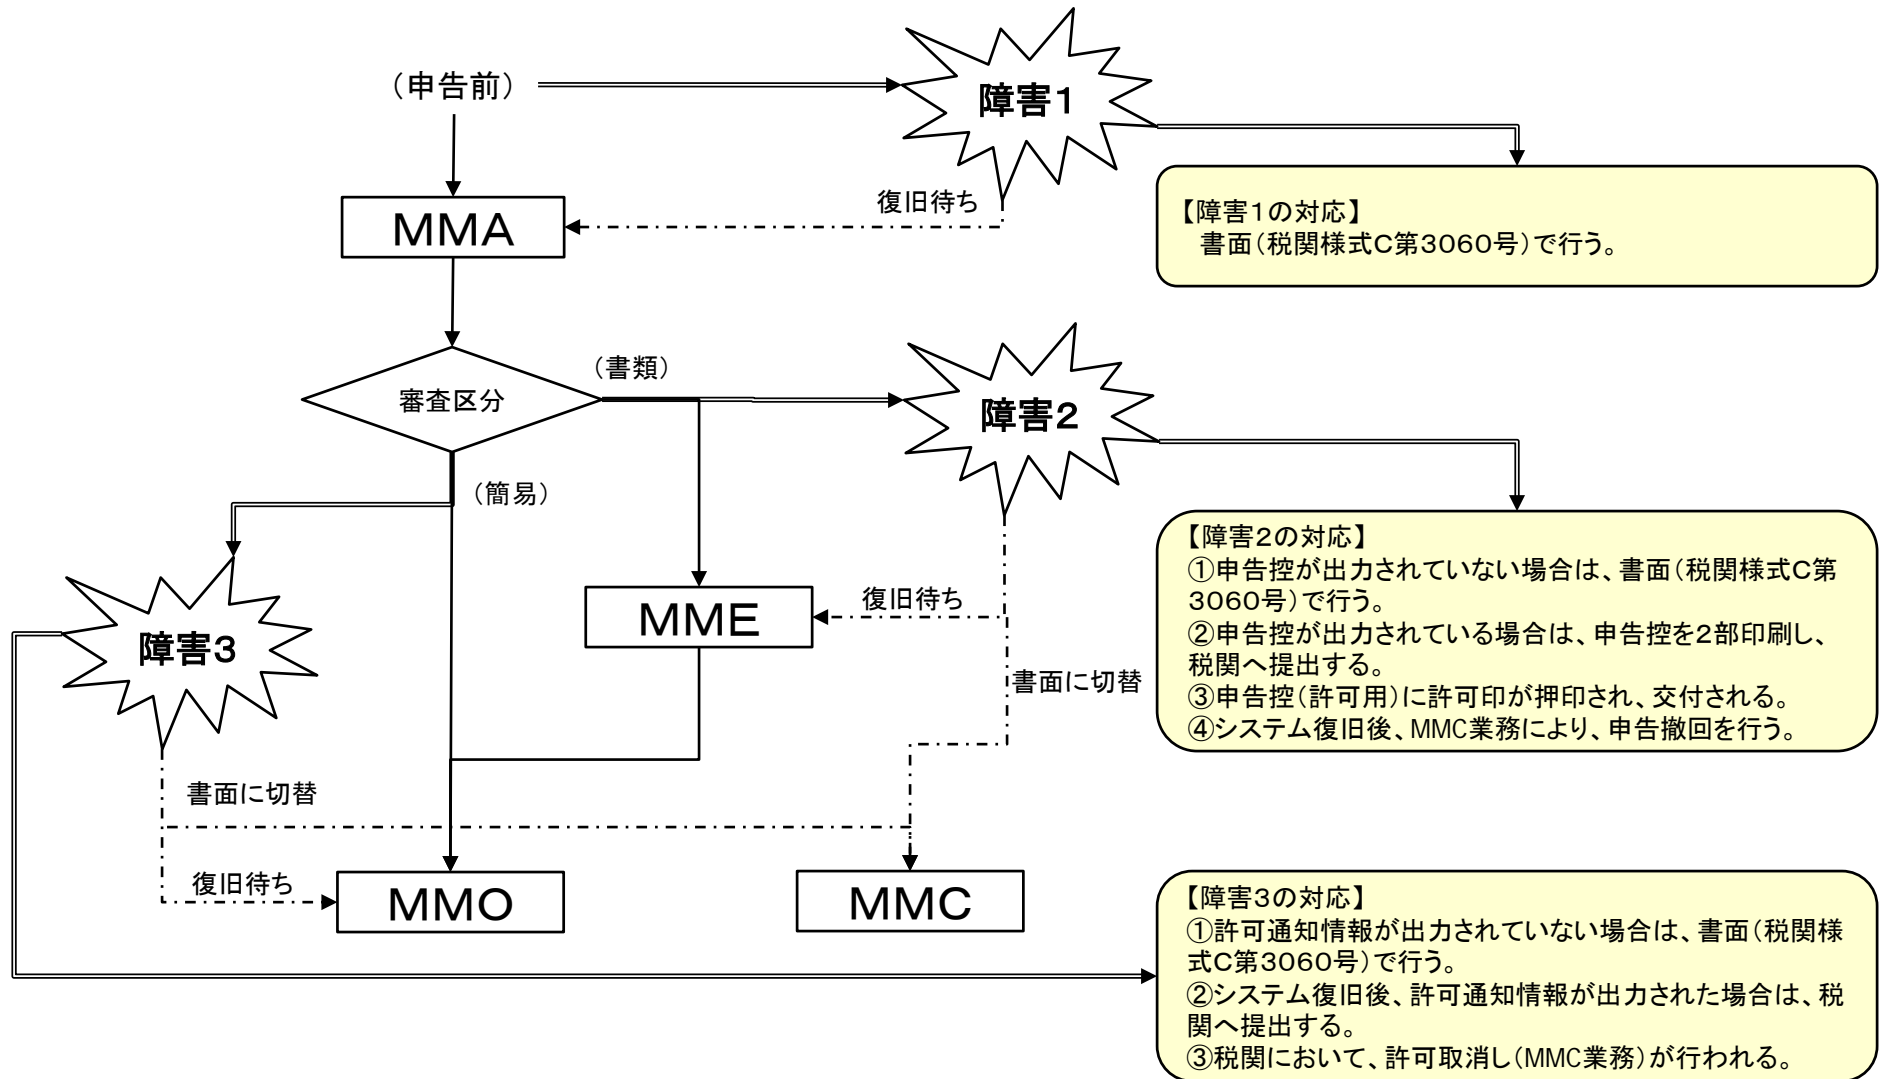 (申告前)
障害1
復旧待ち
MMA
【障害1の対応】
書面(税関様式C第3060号)で行う。
(書類)
審査区分
障害2
(簡易)
【障害2の対応】
①申告控が出力されていない場合は、書面(税関様式C第
3060号)で行う。
②申告控が出力されている場合は、申告控を2部印刷し、
税関へ提出する。
③申告控(許可用)に許可印が押印され、交付される。
④システム復旧後、MMC業務により、申告撤回を行う。
復旧待ち
MME
障害3
書面に切替
書面に切替
復旧待ち
MMO
MMC
【障害3の対応】
①許可通知情報が出力されていない場合は、書面(税関様
式C第3060号)で行う。
②システム復旧後、許可通知情報が出力された場合は、税
関へ提出する。
③税関において、許可取消し(MMC業務)が行われる。